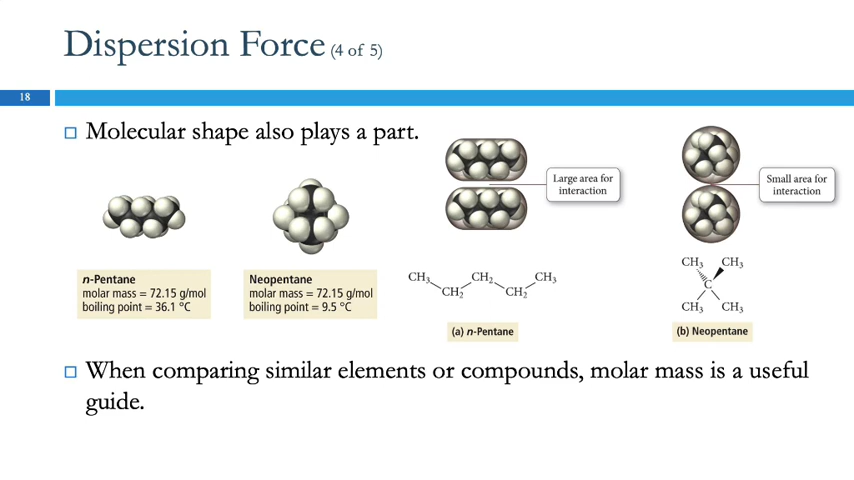 Dispersion Force (4 of 5)
18
Molecular shape also plays a part.
Large area for
interaction
Small area for
interaction
n-Pentane
molar mass = 72.15 g/mol
boiling point = 36.1 °C
Neopentane
molar mass = 72.15 g/mol
boiling point = 9.5 °C
CH₃ CH₂ CH₃
CH₂ CH₂
(a) n-Pentane
CH₃ CH₃
C
CH₃ CH₃
(b) Neopentane
When comparing similar elements or compounds, molar mass is a useful
guide.